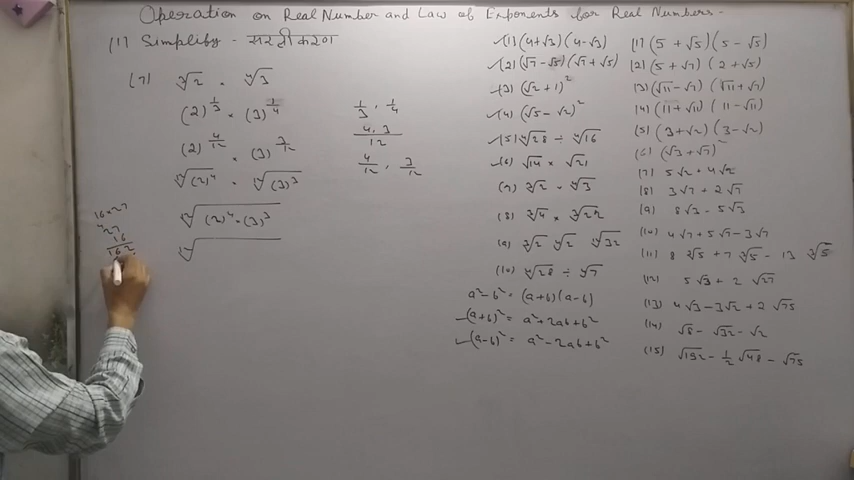 Operation on Real Number and Law of Exponents for Real Numbers -
(1) Simplify - सरल कीजिए
(7) ∛2 × ∜3
(2)^1/3 × (3)^1/4
(2)^4/12 × (3)^3/12
¹²√(2)⁴ × ¹²√(3)³
¹²√(2)⁴×(3)³
¹²√
1/3 , 1/4
4, 3
12
4/12 , 3/12
16×27
27
16
162
(1) (4+√3) (4-√3)
(2) (√7-√5) (√7+√5)
(3) (√2+1)²
(4) (√5-√2)²
(5) ∜28 ÷ ∜16
(6) √14 × √21
(7) ∛2 × ∜3
(8) ∛4 × ∛22
(10) ∜28 ÷ ∜7
a²-b² = (a+b) (a-b)
(a+b)² = a²+2ab+b²
(a-b)² = a²-2ab+b²
(1) (5+√5) (5-√5)
(2) (5+√7) (2+√5)
(3) (√11-√7) (√11+√7)
(4) (11+√11) (11-√11)
(5) (3+√2) (3-√2)
(6) (√3+√7)²
(7) 5√2 + 4√2
(8) 3√7 + 2√7
(9) 8√3 - 5√3
(10) 4√7 + 5√7 - 3√7
(11) 8 ∛5 + 7 ∛5 - 13 ∛5
(12) 5√3 + 2 √27
(13) 4√3 - 3√2 + 2 √75
(14) √8 - √32 - √2
(15) √192 - 1/2 √48 - √75